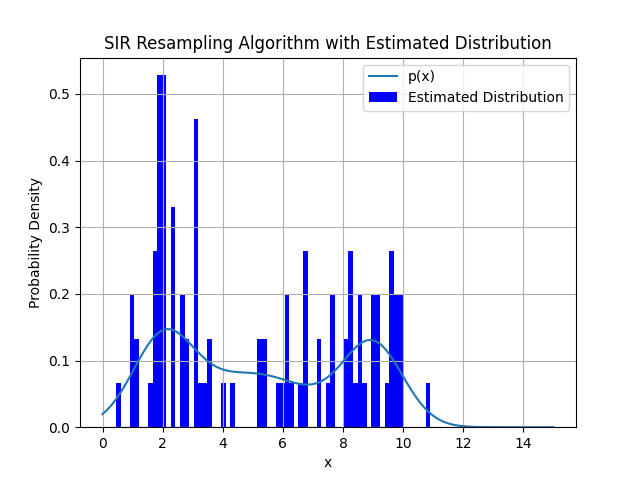 SIR Resampling Algorithm with Estimated Distribution
p(x)
Estimated Distribution
Probability Density
0.5
0.4
0.3
0.2
0.1
0.0
0 2 4 6 8 10 12 14
x